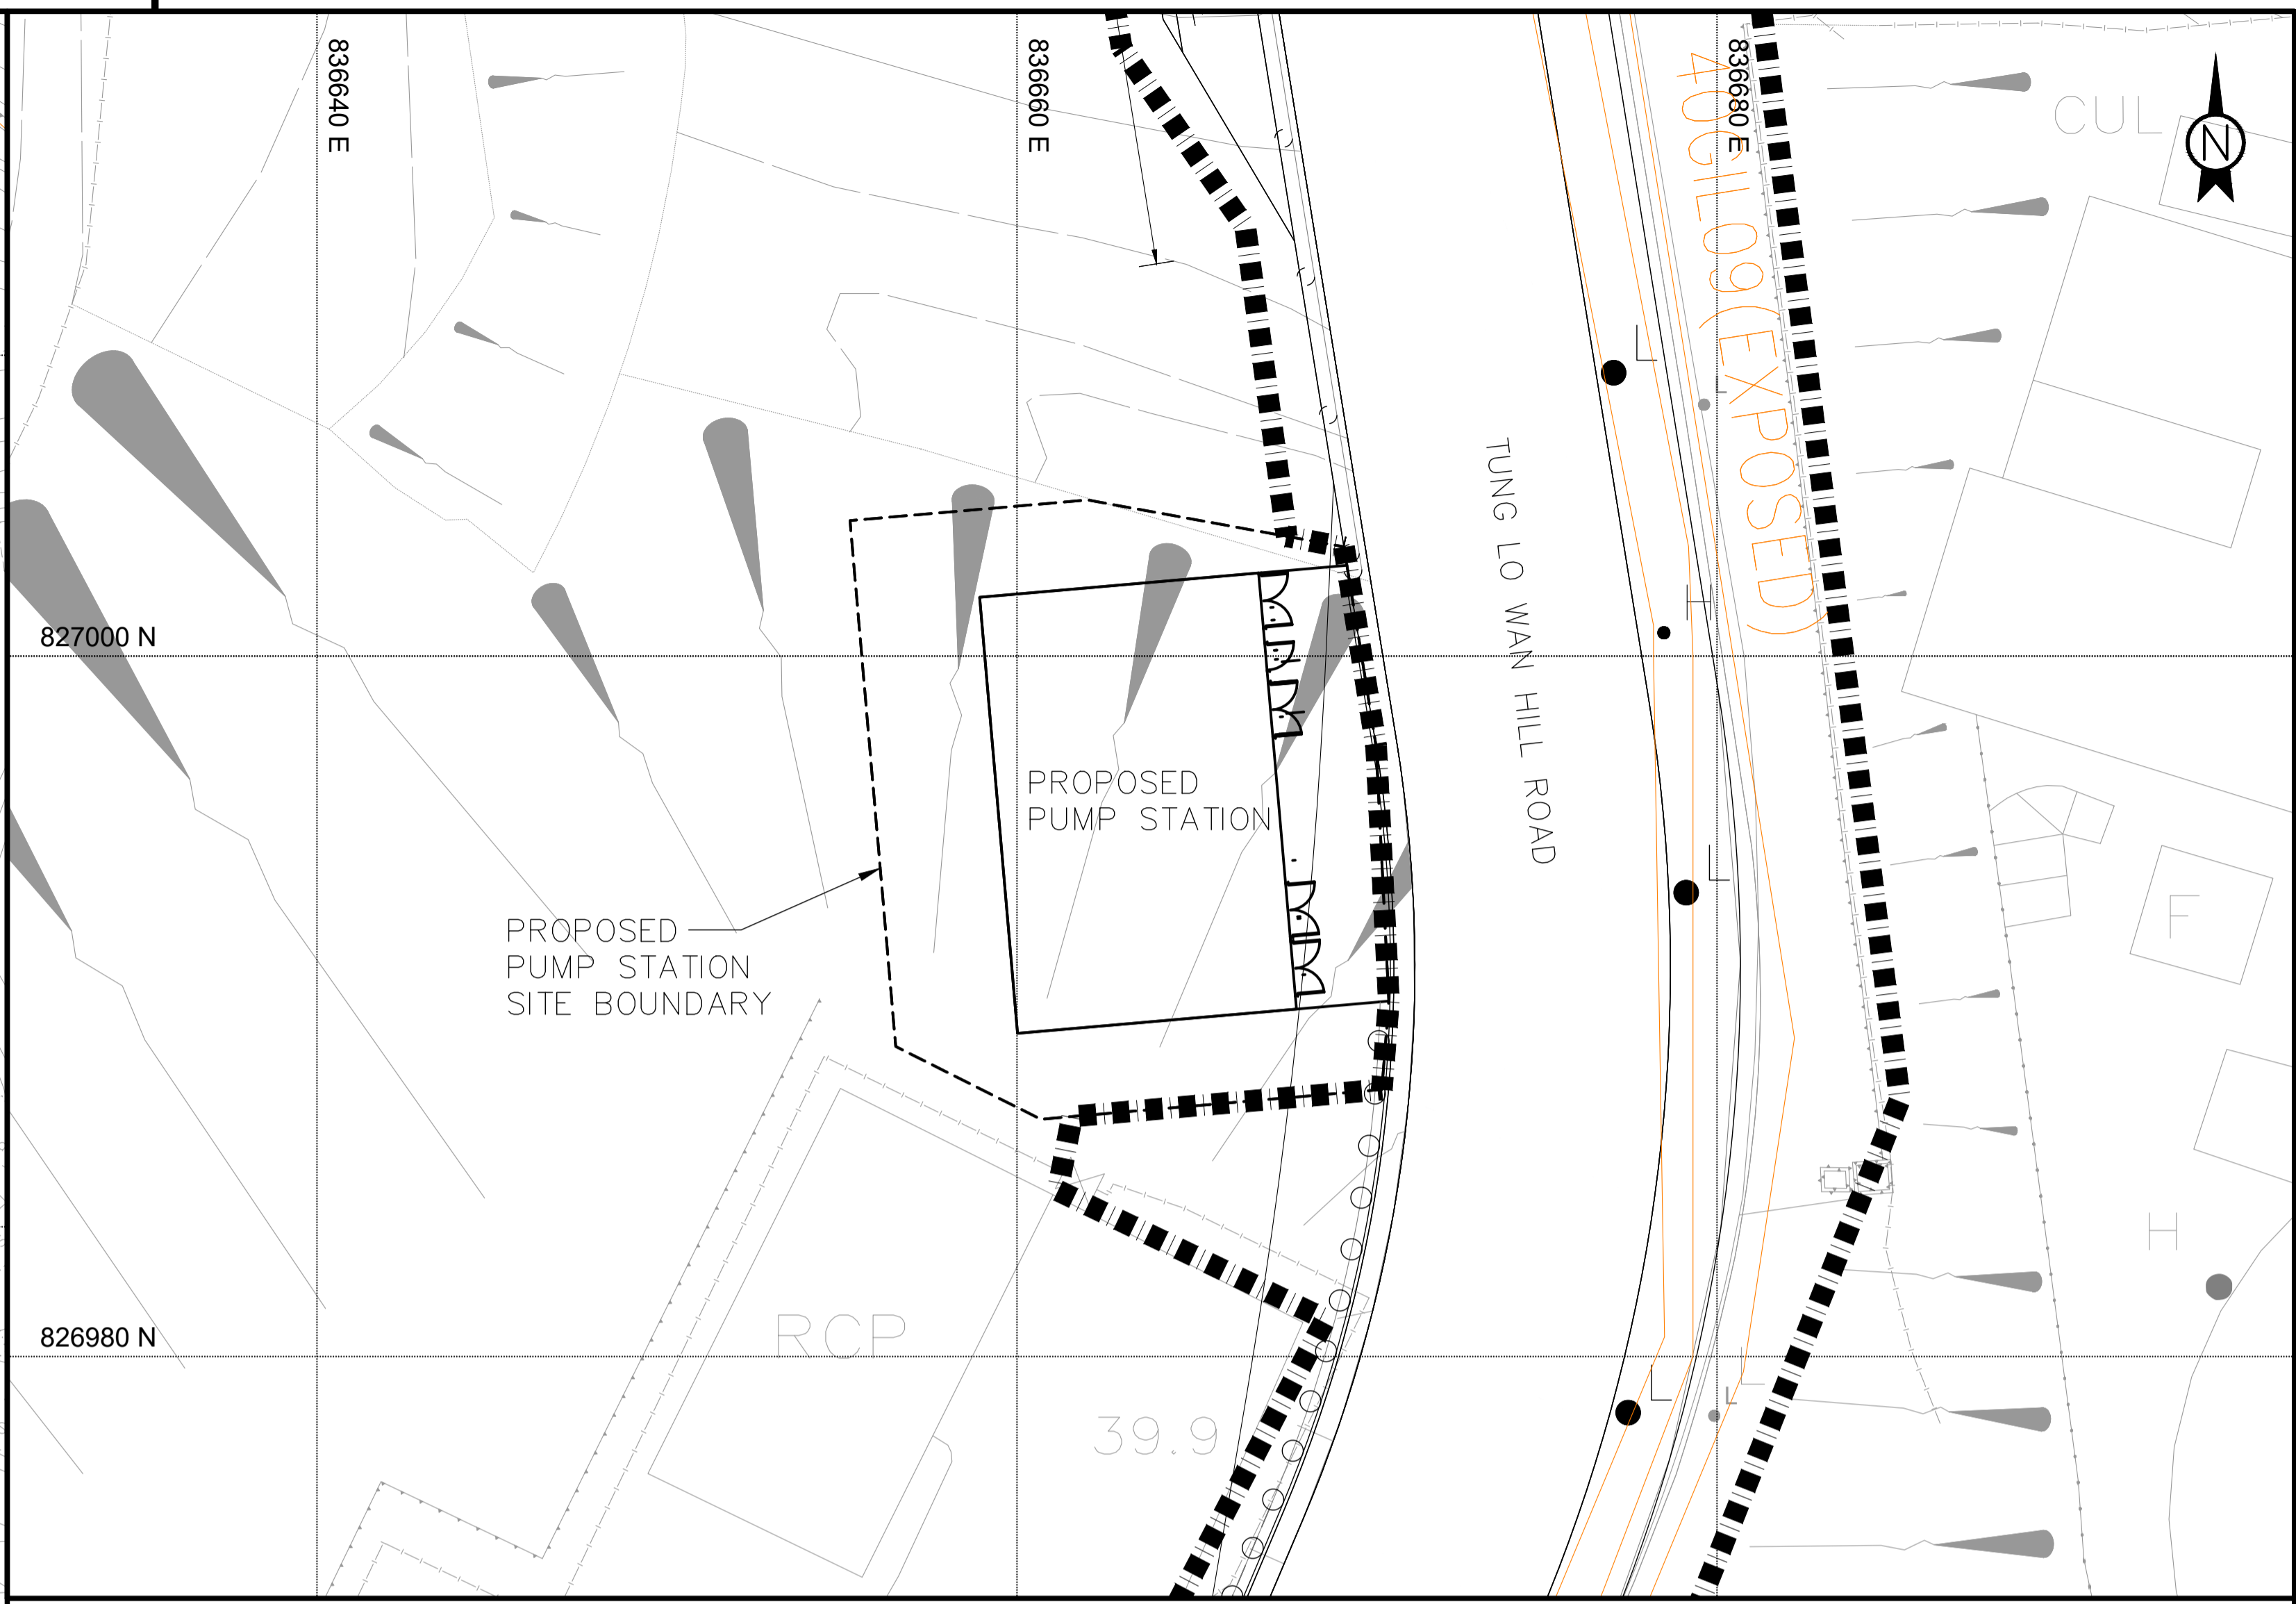 836640 E
836660 E
836680 E
40GIL09(EXPOSED)
CUL
N
TUNG LO WAN HILL ROAD
827000 N
PROPOSED
PUMP STATION
PROPOSED
PUMP STATION
SITE BOUNDARY
F
H
RCP
826980 N
39.9